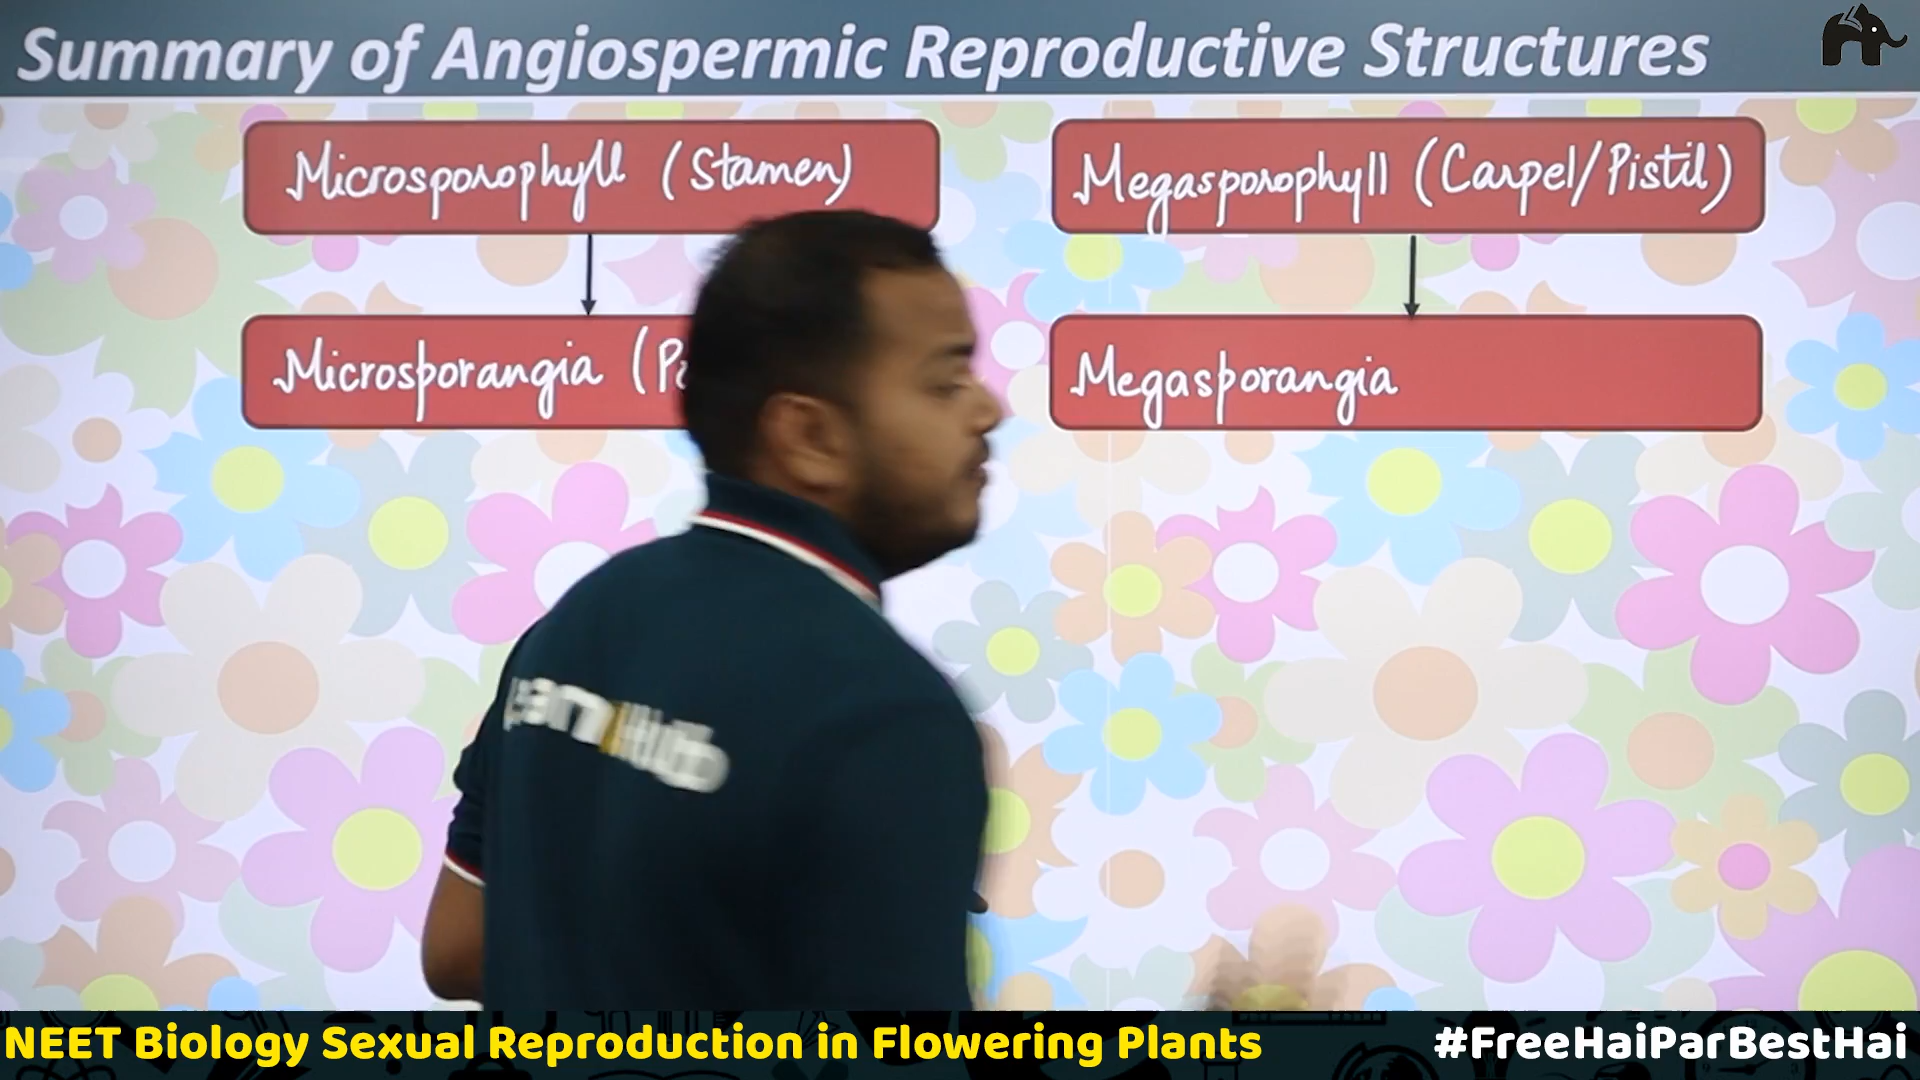 Summary of Angiospermic Reproductive Structures
Microsporophyll (Stamen)
Megasporophyll (Carpel/Pistil)
Microsporangia
Megasporangia
NEET Biology Sexual Reproduction in Flowering Plants
#FreeHaiParBestHai